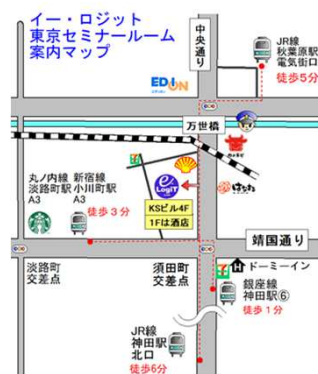 イー・ロジット
東京セミナールーム
案内マップ
中央通り
JR線
秋葉原駅
電気街口
徒歩5分
EDION
万世橋
丸ノ内線
淡路町駅
A3
新宿線
小川町駅
A3
徒歩3分
e
LogiT
KSビル4F
1Fは酒店
靖国通り
淡路町
交差点
須田町
交差点
ドーミーイン
銀座線
神田駅⑥
徒歩1分
JR線
神田駅
北口
徒歩6分